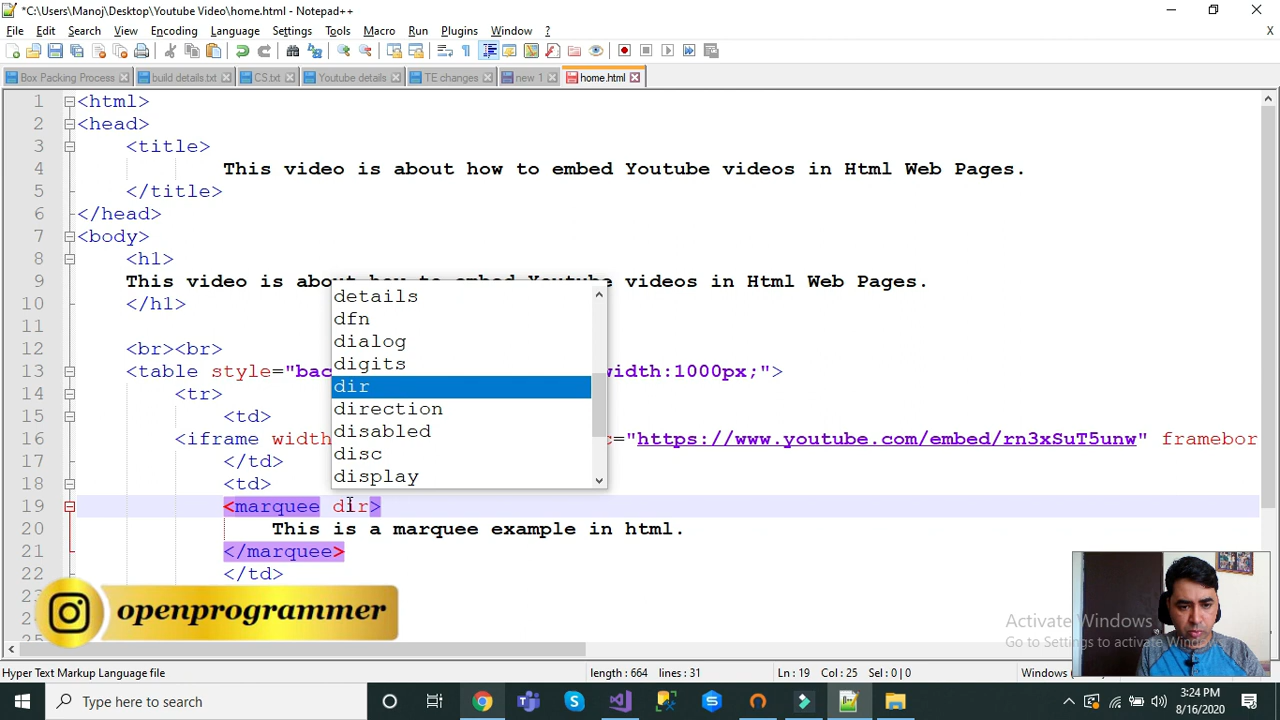 *C:\Users\Manoj\Desktop\Youtube Video\home.html - Notepad++
File Edit Search View Encoding Language Settings Tools Macro Run Plugins Window ? X
Box Packing Process build details.txt CS.txt Youtube details TE changes new 1 home.html
1 <html>
2 <head>
3 <title>
4 This video is about how to embed Youtube videos in Html Web Pages.
5 </title>
6 </head>
7 <body>
8 <h1>
9 This video is about how to embed Youtube videos in Html Web Pages.
10 </h1>
11
12 <br><br>
13 <table style="bac width:1000px;">
14 <tr>
15 <td>
16 <iframe width c="https://www.youtube.com/embed/rn3xSuT5unw" framebor
17 </td>
18 <td>
19 <marquee dir>
20 This is a marquee example in html.
21 </marquee>
22 </td>
details
dfn
dialog
digits
dir
direction
disabled
disc
display
openprogrammer
Activate Windows
Go to Settings to activate Windows.
Hyper Text Markup Language file length : 664 lines : 31 Ln : 19 Col : 25 Sel : 0 | 0 Windows
Type here to search
3:24 PM
8/16/2020